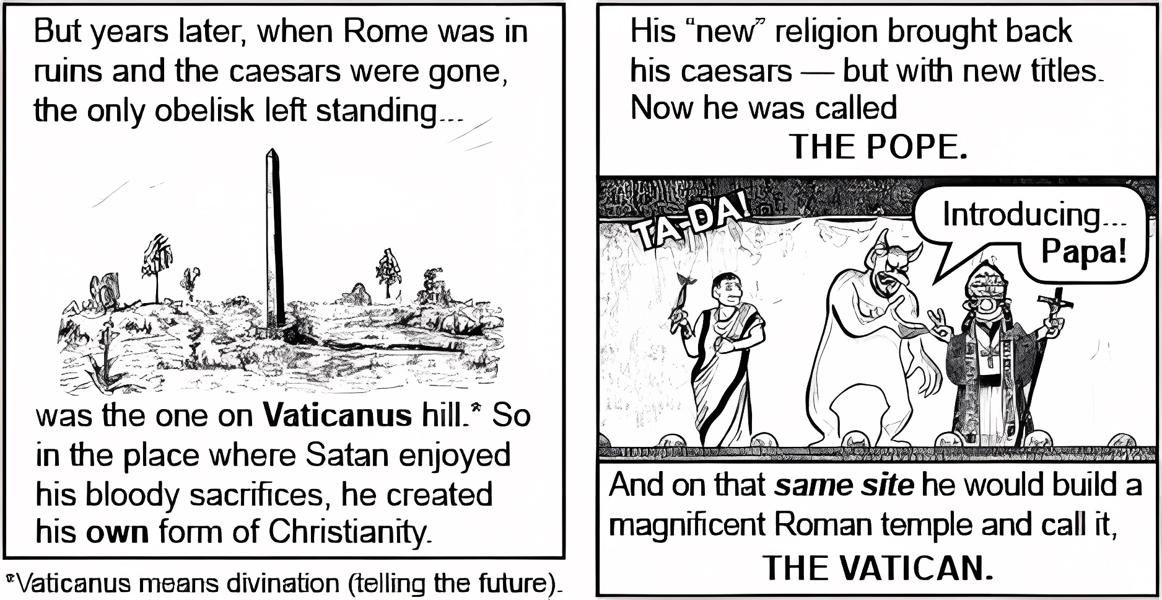 But years later, when Rome was in
ruins and the caesars were gone,
the only obelisk left standing...
was the one on Vaticanus hill.* So
in the place where Satan enjoyed
his bloody sacrifices, he created
his own form of Christianity.
*Vaticanus means divination (telling the future).
His "new" religion brought back
his caesars — but with new titles.
Now he was called
THE POPE.
TA-DA!
Introducing...
Papa!
And on that same site he would build a
magnificent Roman temple and call it,
THE VATICAN.